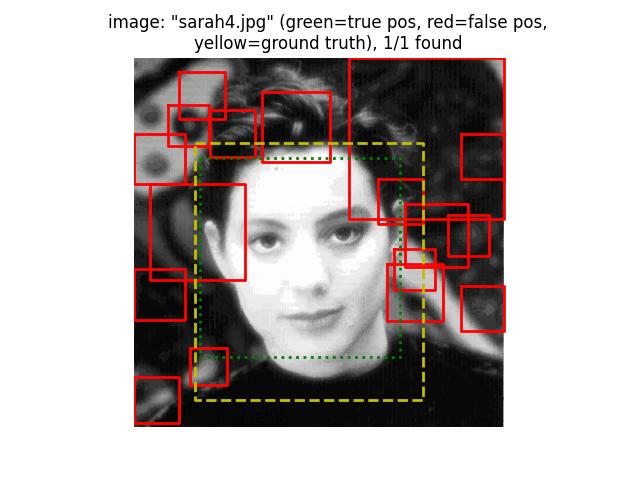 image: "sarah4.jpg" (green=true pos, red=false pos,
yellow=ground truth), 1/1 found